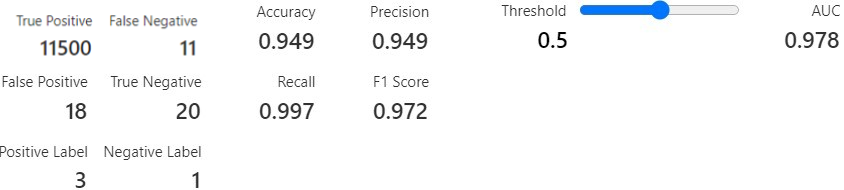 True Positive False Negative Accuracy Precision Threshold AUC
11500 11 0.949 0.949 0.5 0.978
False Positive True Negative Recall F1 Score
18 20 0.997 0.972
Positive Label Negative Label
3 1